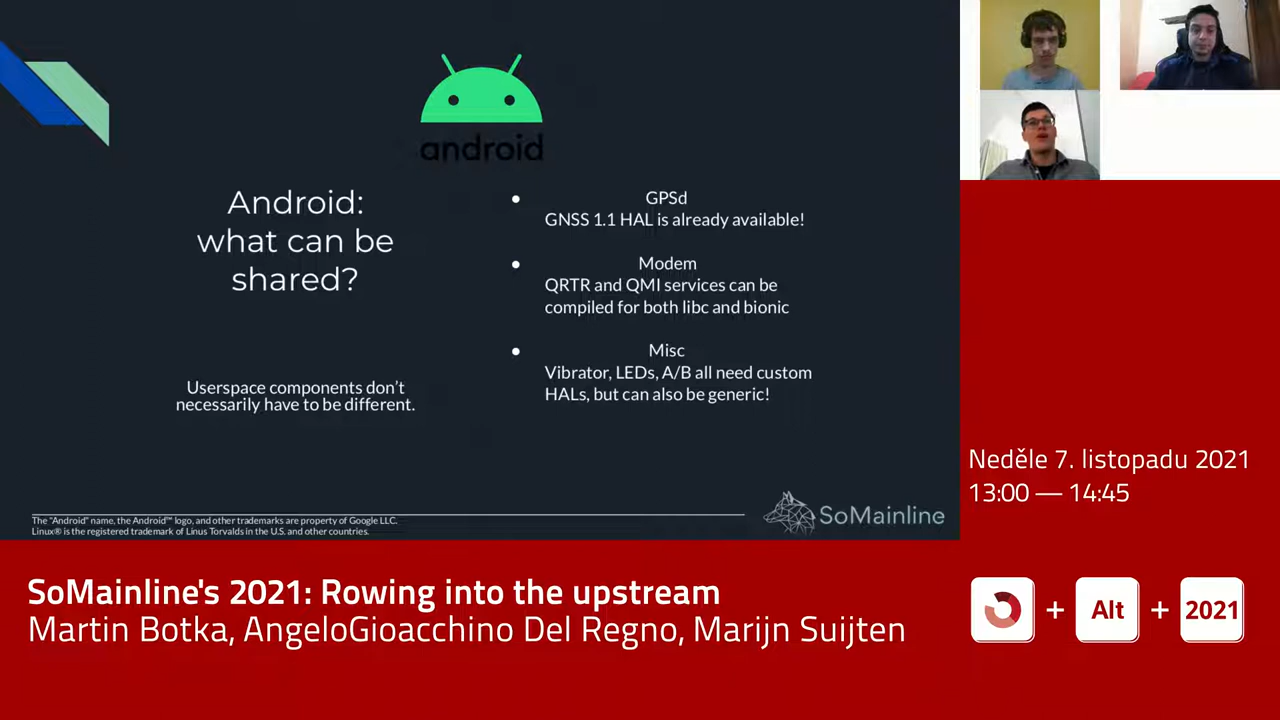 android
Android:
what can be
shared?
Userspace components don't
necessarily have to be different.
GPSd
GNSS 1.1 HAL is already available!
Modem
QRTR and QMI services can be
compiled for both libc and bionic
Misc
Vibrator, LEDs, A/B all need custom
HALs, but can also be generic!
The "Android" name, the Android™ logo, and other trademarks are property of Google LLC.
Linux® is the registered trademark of Linus Torvalds in the U.S. and other countries.
SoMainline
Neděle 7. listopadu 2021
13:00 — 14:45
SoMainline's 2021: Rowing into the upstream
Martin Botka, AngeloGioacchino Del Regno, Marijn Suijten
+ Alt + 2021